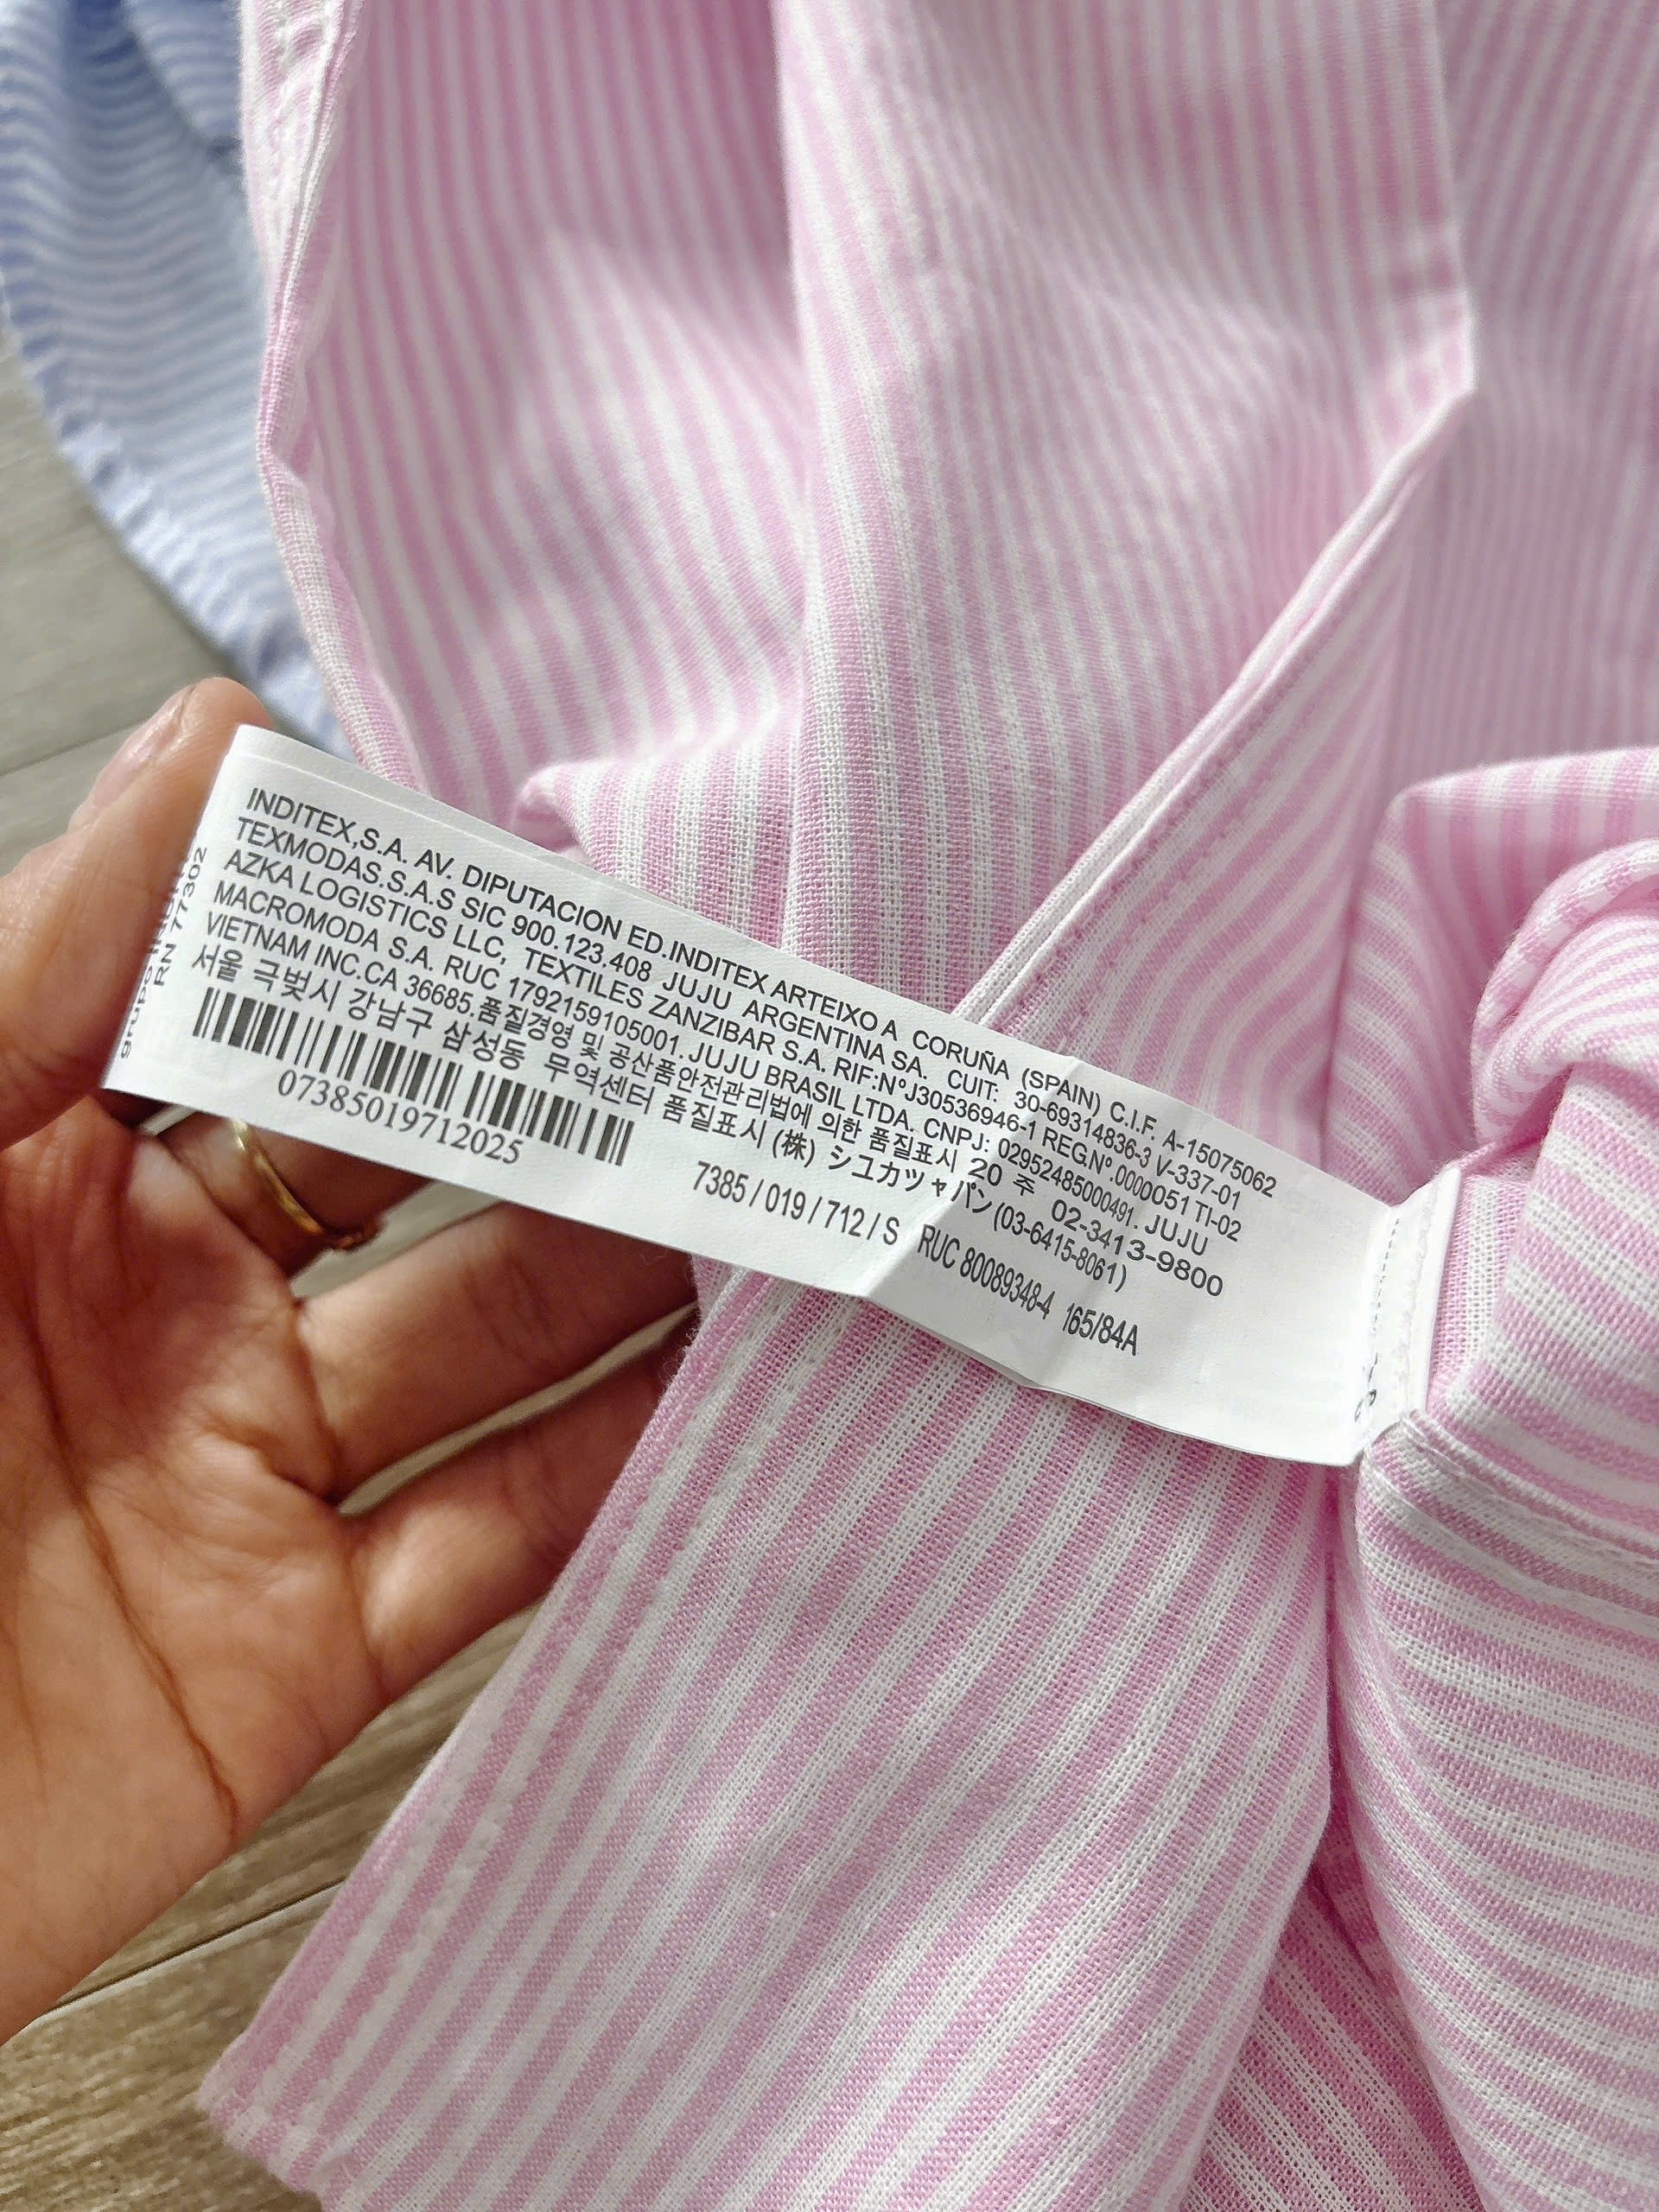 INDITEX,S.A. AV. DIPUTACION ED.INDITEX ARTEIXO A CORUÑA (SPAIN) C.I.F. A-15075062
TEXMODAS.S.A.S SIC 900.123.408 JUJU ARGENTINA SA. CUIT: 30-69314836-3 V-337-01
AZKA LOGISTICS LLC, TEXTILES ZANZIBAR S.A. RIF:NºJ30536946-1 REG.Nº.0000051 TI-02
MACROMODA S.A. RUC 1792159105001. JUJU BRASIL LTDA. CNPJ: 02952485000491. JUJU
VIETNAM INC.CA 36685.품질경영 및 공산품안전관리법에 의한 품질표시 20 주 02-3413-9800
서울 극벚시 강남구 삼성동 무역센터 품질표시 (株) シユカツャパン (03-6415-8061)
07385019712025
7385 / 019 / 712 / S RUC 80089348-4 165/84A
RN 77302